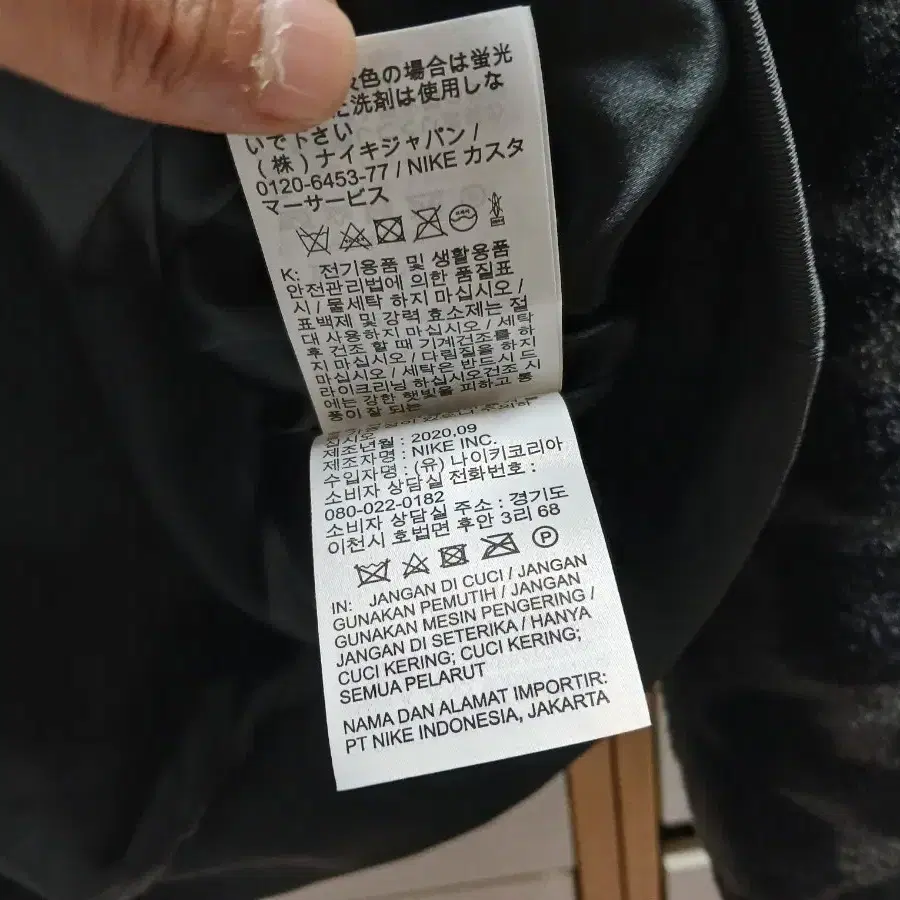 色の場合は蛍光
洗剤は使用しな
いで下さい
(株)ナイキジャパン /
0120-6453-77 / NIKE カスタ
マーサービス
K: 전기용품 및 생활용품
안전관리법에 의한 품질표
시 / 물세탁 하지 마십시오 /
표백제 및 강력 효소제는 절
대 사용하지 마십시오 / 세탁
후 건조 할 때 기계건조를 하
지 마십시오 / 다림질을 하지
마십시오 / 세탁은 반드시 드
라이크리닝 하십시오건조 시
에는 강한 햇빛을 피하고 통
풍이 잘 되는
십시오
제조년월 : 2020,09
제조자명 : NIKE INC.
수입자명 : (유) 나이키코리아
소비자 상담실 전화번호 :
080-022-0182
소비자 상담실 주소 : 경기도
이천시 호법면 후안 3리 68
P
IN: JANGAN DI CUCI / JANGAN
GUNAKAN PEMUTIH / JANGAN
GUNAKAN MESIN PENGERING /
JANGAN DI SETERIKA / HANYA
CUCI KERING; CUCI KERING;
SEMUA PELARUT
NAMA DAN ALAMAT IMPORTIR:
PT NIKE INDONESIA, JAKARTA